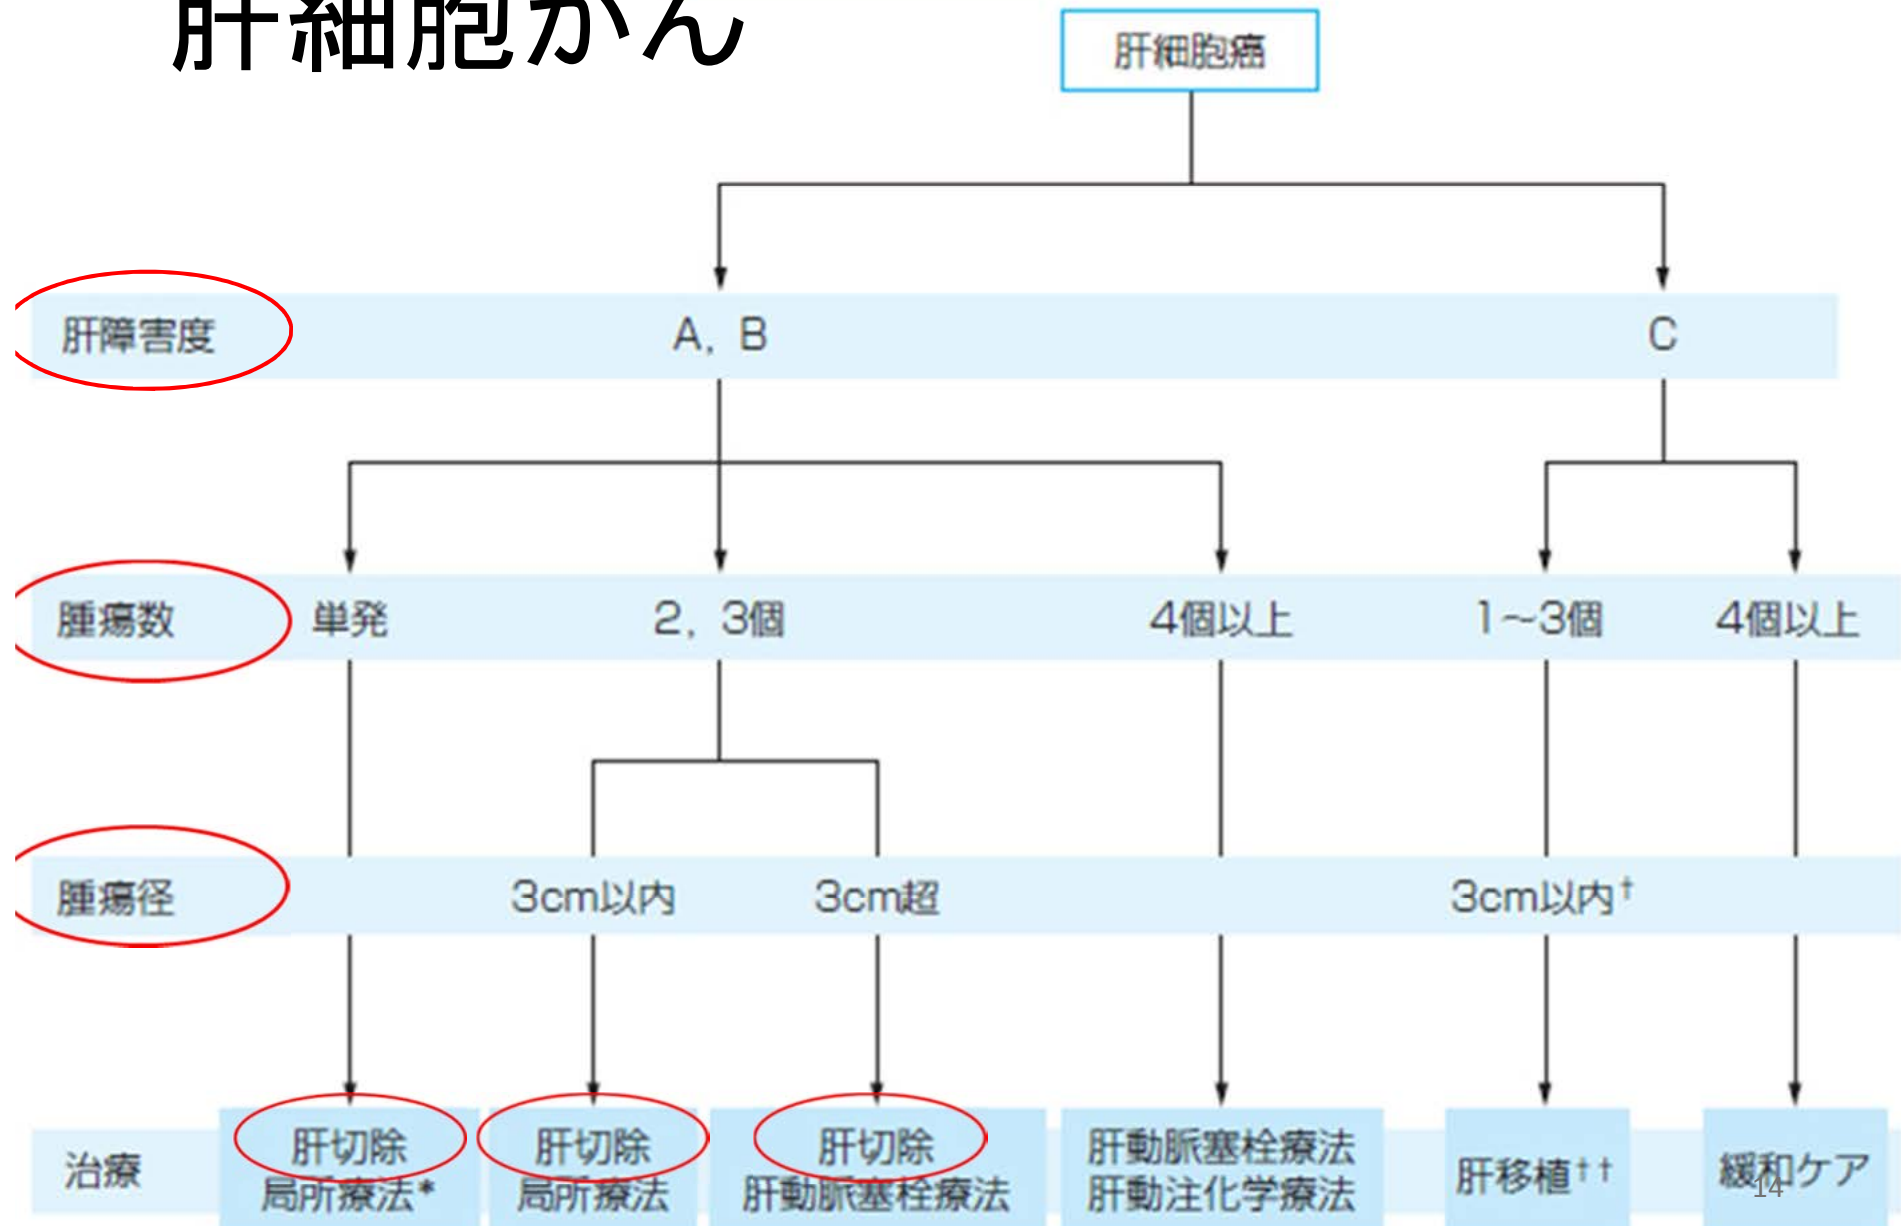 肝細胞がん
肝細胞癌
肝障害度 A，B C
腫瘍数 単発 2，3個 4個以上 1～3個 4個以上
腫瘍径 3cm以内 3cm超 3cm以内†
治療
肝切除
局所療法*
肝切除
局所療法
肝切除
肝動脈塞栓療法
肝動脈塞栓療法
肝動注化学療法
肝移植††
緩和ケア
14